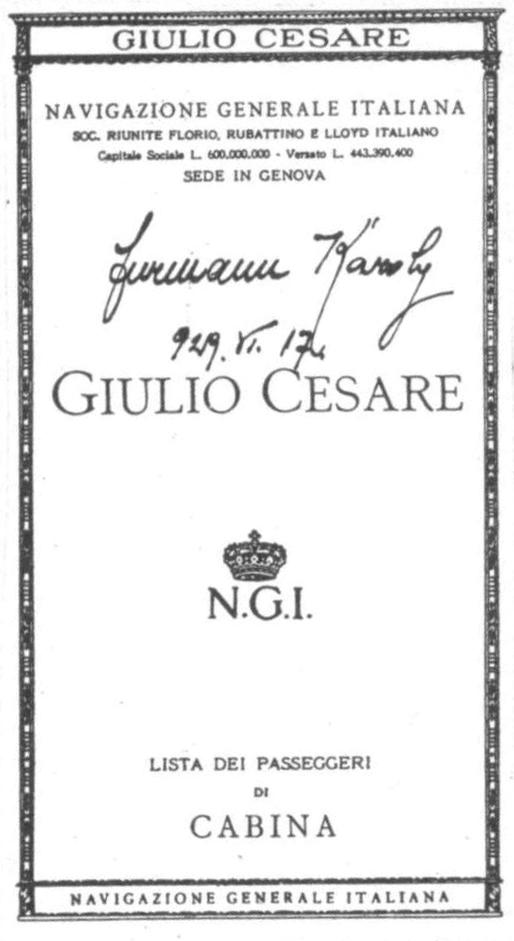 GIULIO CESARE
NAVIGAZIONE GENERALE ITALIANA
SOC. RIUNITE FLORIO, RUBATTINO E LLOYD ITALIANO
Capitale Sociale L. 600.000.000 - Versato L. 443.390.400
SEDE IN GENOVA
Furmann Károly
929. VI. 17.
GIULIO CESARE
N.G.I.
LISTA DEI PASSEGGERI
DI
CABINA
NAVIGAZIONE GENERALE ITALIANA